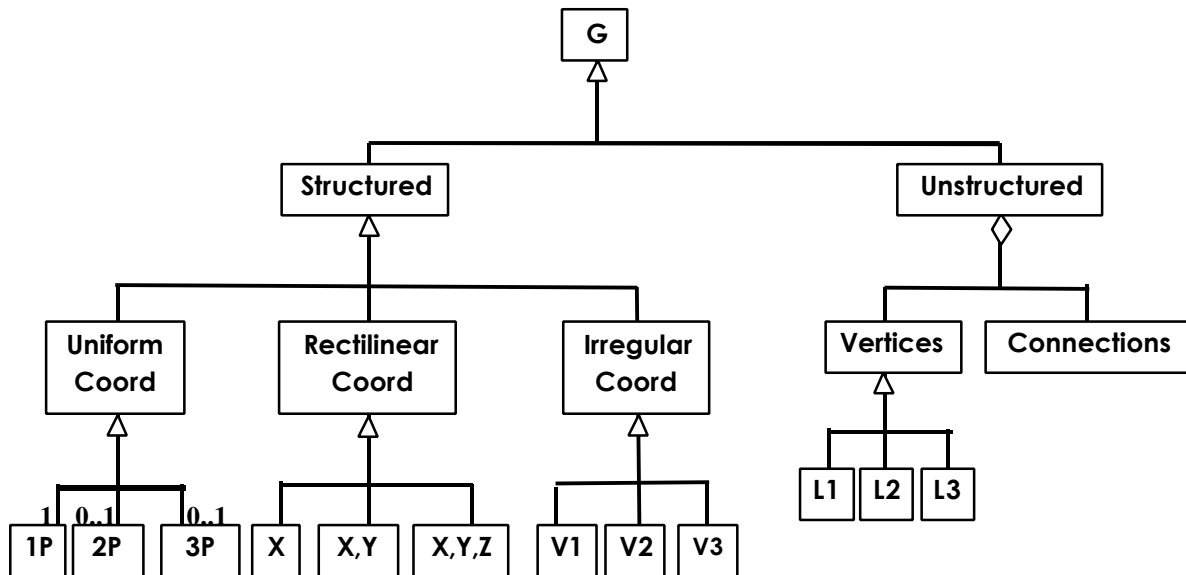 G
Structured
Unstructured
Uniform
Coord
Rectilinear
Coord
Irregular
Coord
Vertices
Connections
L1
L2
L3
1
0..1
0..1
1P
2P
3P
X
X,Y
X,Y,Z
V1
V2
V3